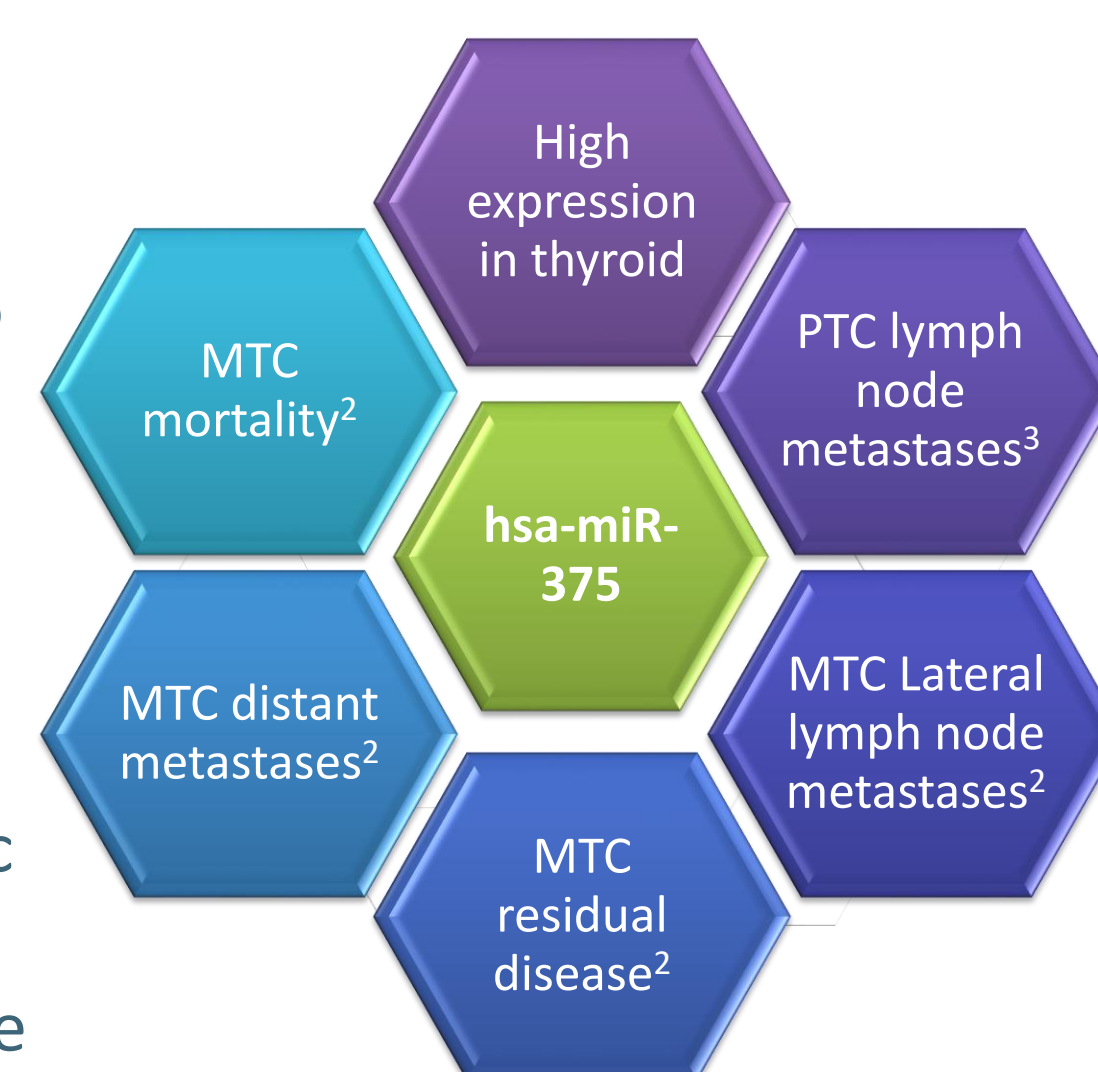 High
expression
in thyroid
PTC lymph
node
metastases³
MTC Lateral
lymph node
metastases²
MTC
residual
disease²
MTC distant
metastases²
MTC
mortality²
hsa-miR-
375